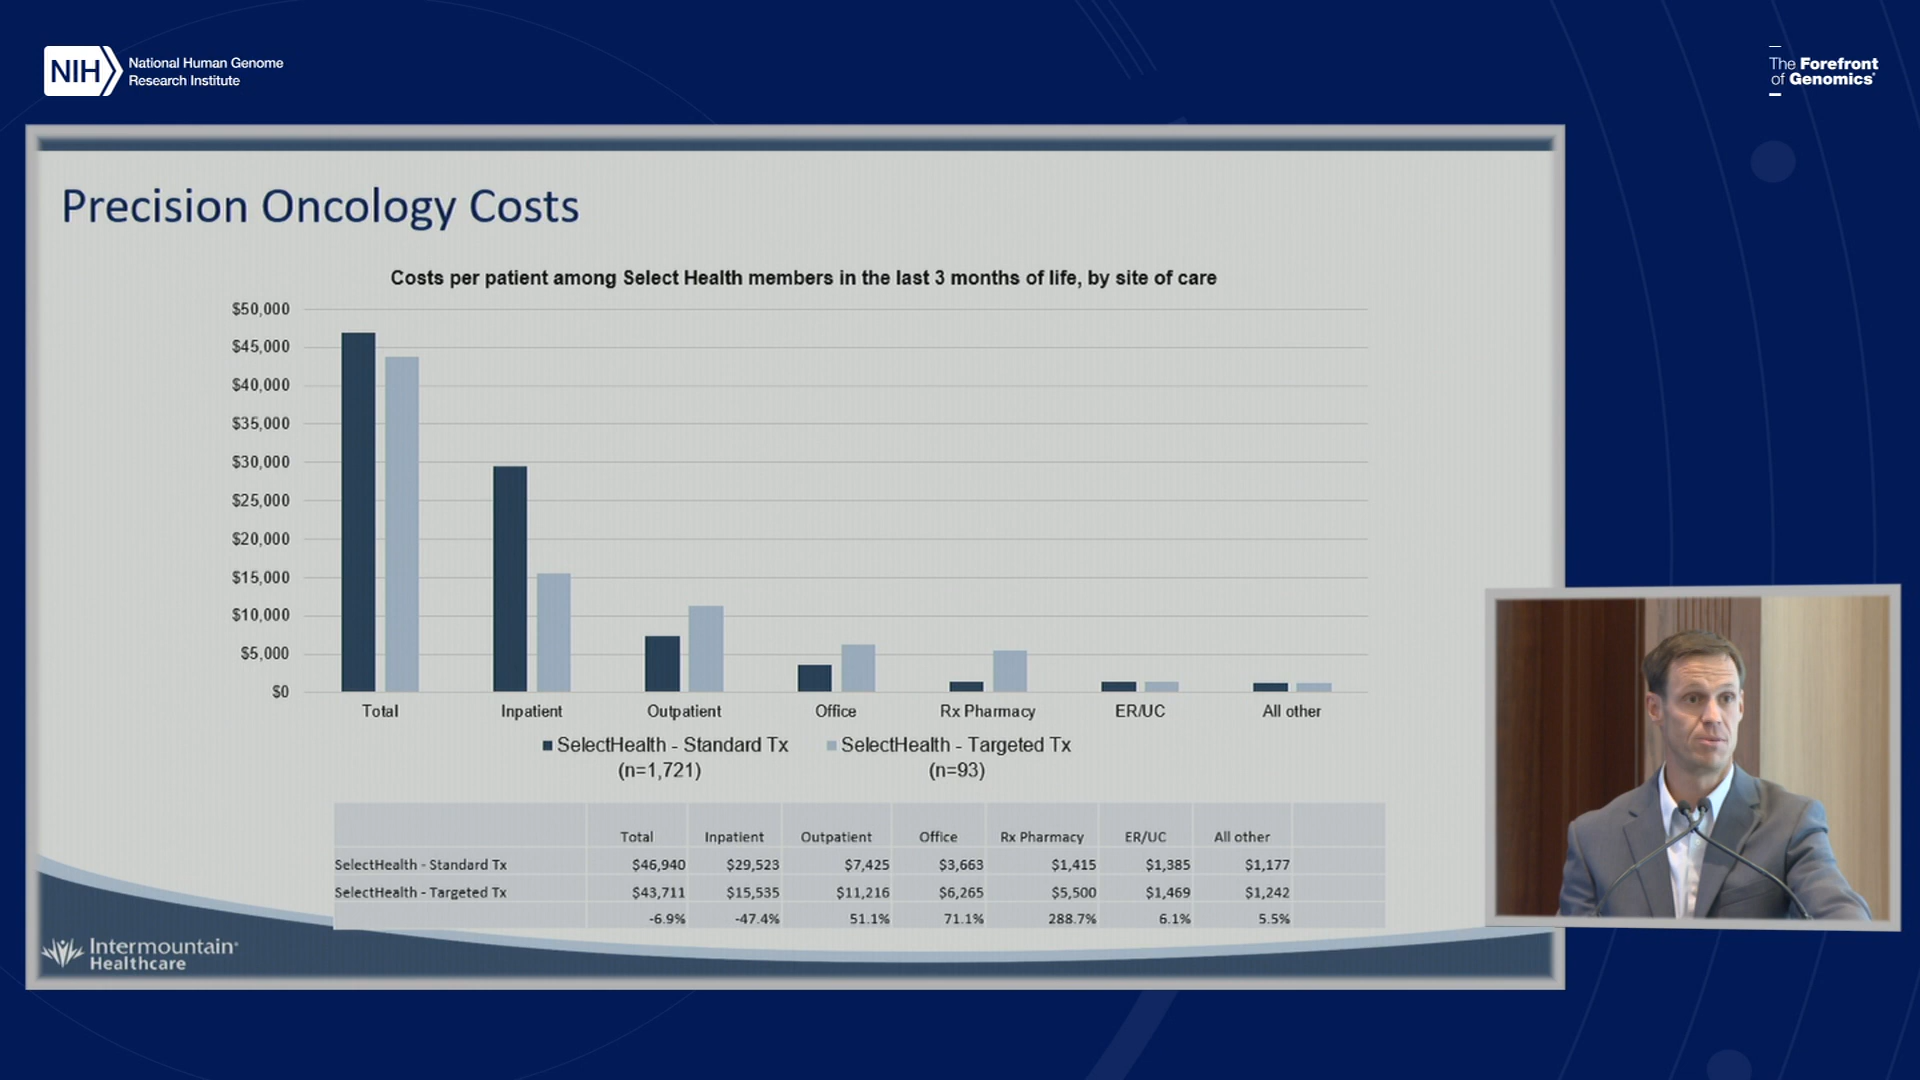 NIH
National Human Genome
Research Institute
The Forefront
of Genomics®
Precision Oncology Costs
Costs per patient among Select Health members in the last 3 months of life, by site of care
$50,000
$45,000
$40,000
$35,000
$30,000
$25,000
$20,000
$15,000
$10,000
$5,000
$0
Total Inpatient Outpatient Office Rx Pharmacy ER/UC All other
SelectHealth - Standard Tx SelectHealth - Targeted Tx
(n=1,721) (n=93)
Total Inpatient Outpatient Office Rx Pharmacy ER/UC All other
SelectHealth - Standard Tx $46,940 $29,523 $7,425 $3,663 $1,415 $1,385 $1,177
SelectHealth - Targeted Tx $43,711 $15,535 $11,216 $6,265 $5,500 $1,469 $1,242
-6.9% -47.4% 51.1% 71.1% 288.7% 6.1% 5.5%
Intermountain®
Healthcare